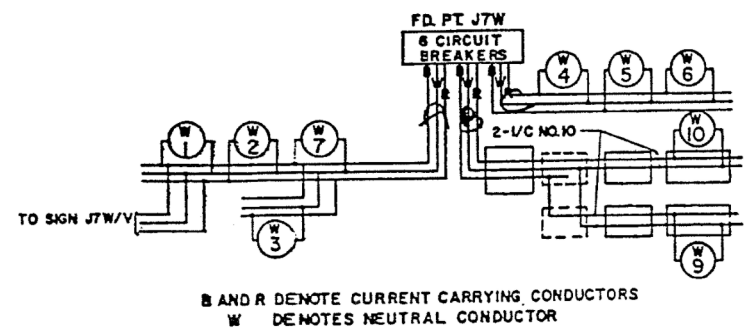 FD. PT. J7W
6 CIRCUIT
BREAKERS
B W R B W R B W R
W 4
W 5
W 6
2-1/C NO.10
W 10
W 1
W 2
W 7
TO SIGN J7W/V
W 3
W 9
B AND R DENOTE CURRENT CARRYING CONDUCTORS
W DENOTES NEUTRAL CONDUCTOR